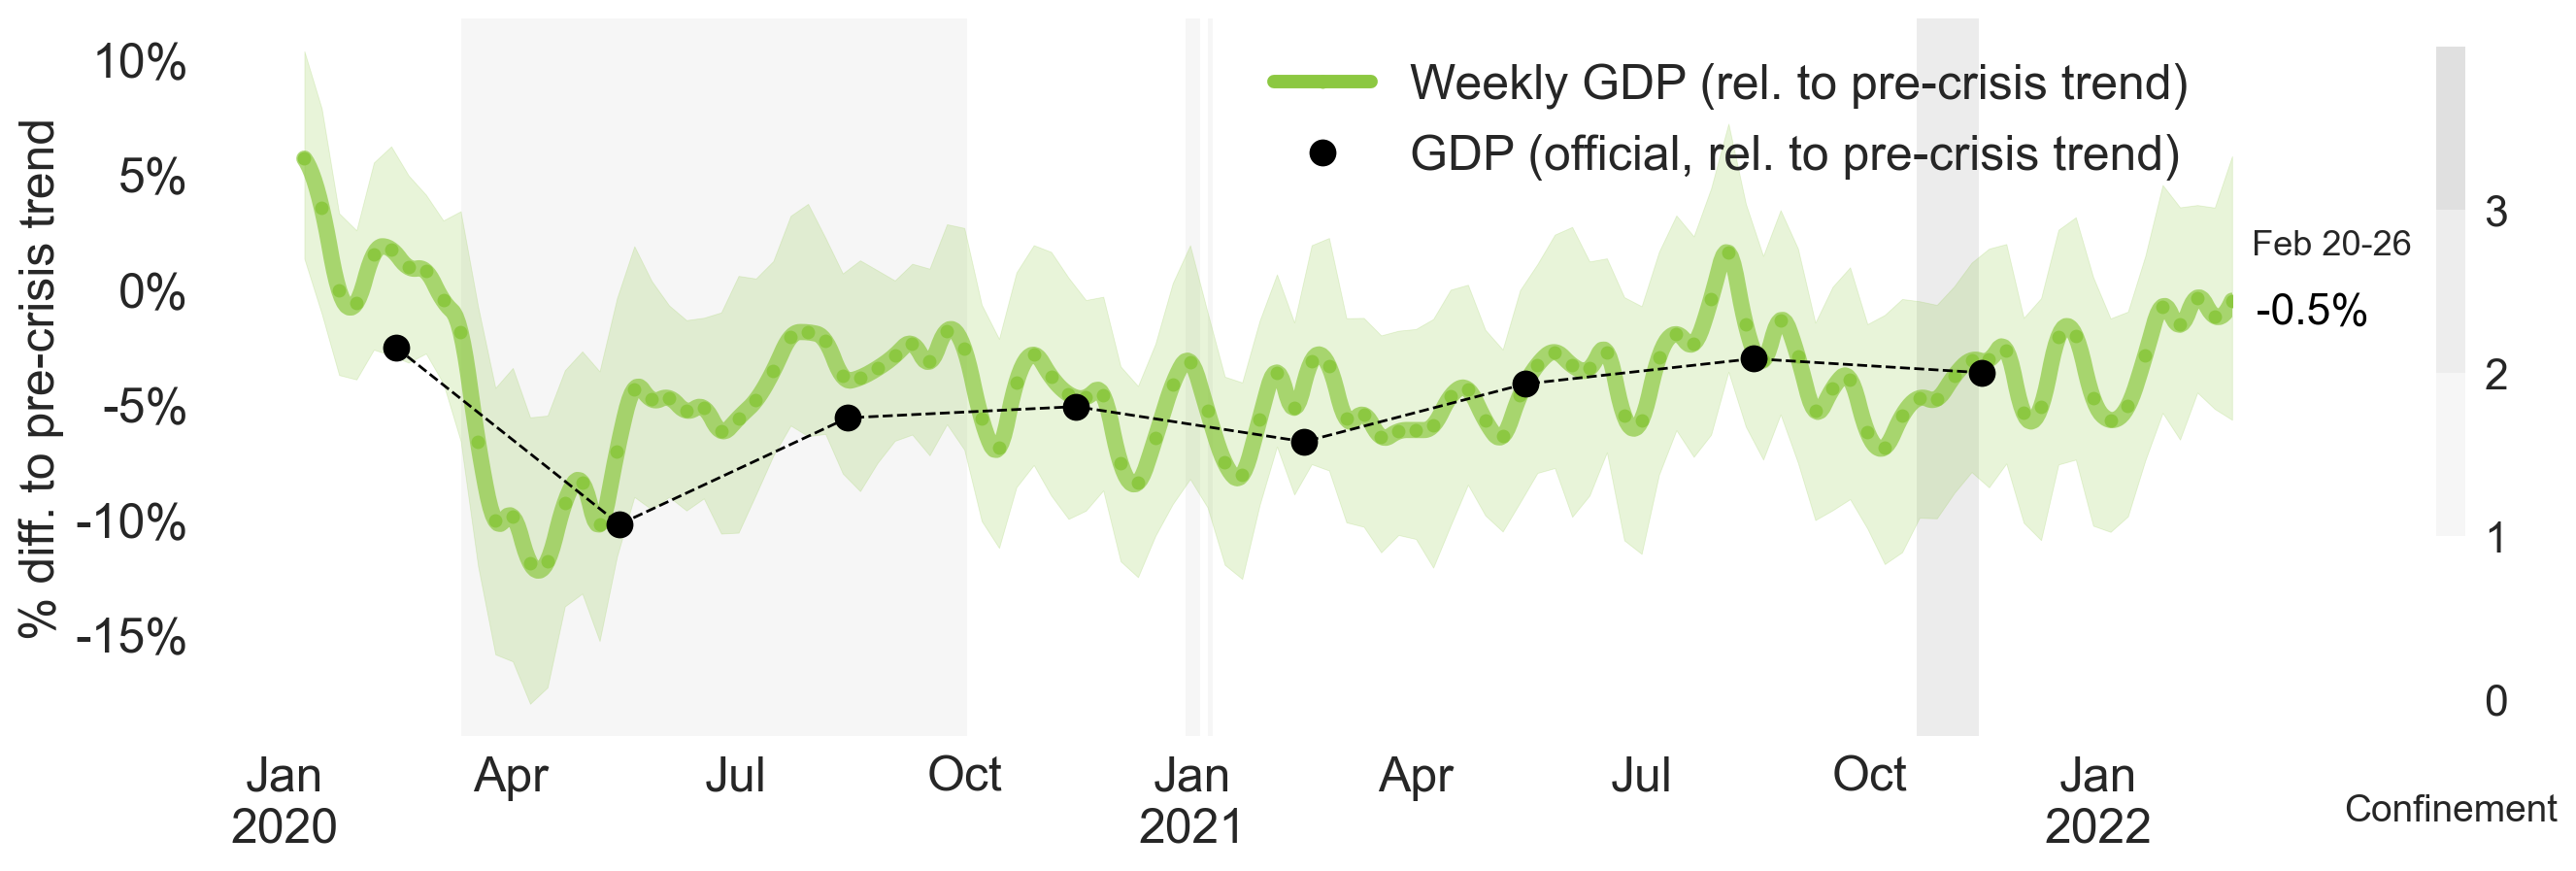 Weekly GDP (rel. to pre-crisis trend)
GDP (official, rel. to pre-crisis trend)
% diff. to pre-crisis trend
10%
5%
0%
-5%
-10%
-15%
Feb 20-26
-0.5%
3
2
1
0
Jan Apr Jul Oct Jan Apr Jul Oct Jan
2020 2021 2022
Confinement